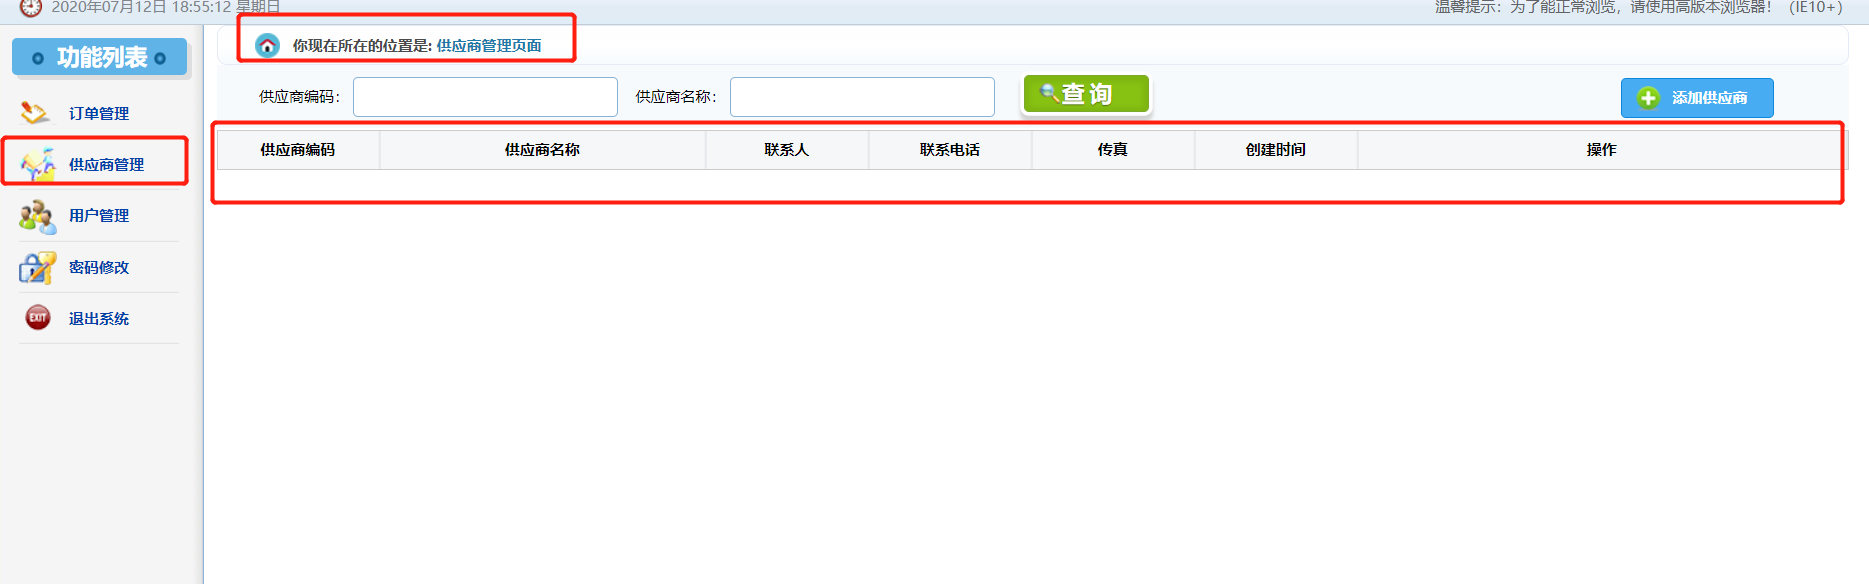 2020年07月12日 18:55:12 星期日
温馨提示：为了能正常浏览，请使用高版本浏览器！（IE10+）
功能列表
你现在所在的位置是: 供应商管理页面
供应商编码：
供应商名称：
查询
添加供应商
订单管理
供应商管理
用户管理
密码修改
EXIT 退出系统
供应商编码 供应商名称 联系人 联系电话 传真 创建时间 操作